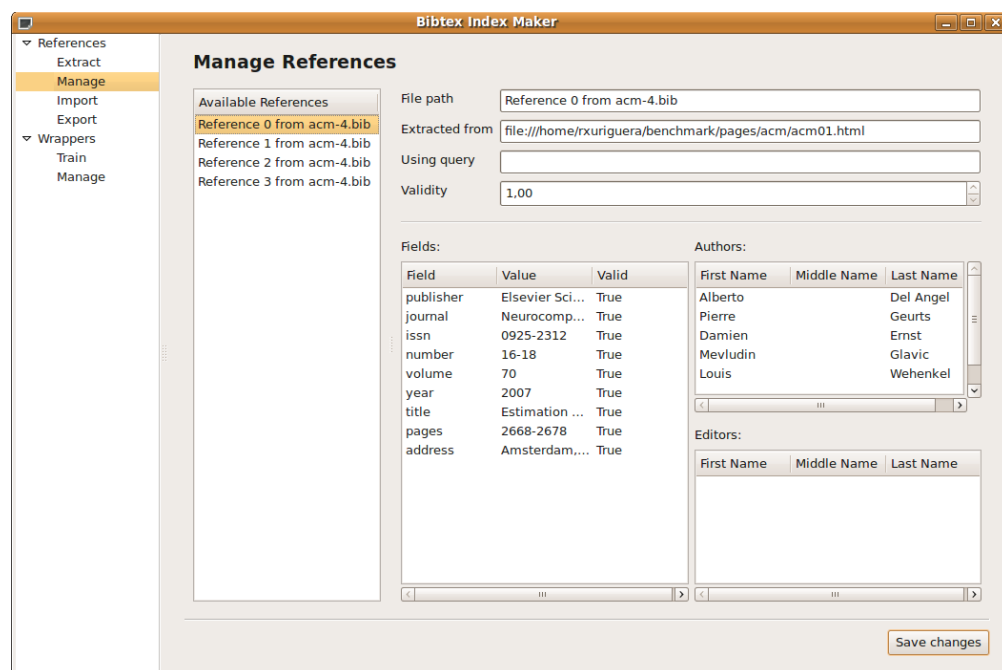 Bibtex Index Maker
References
Extract
Manage
Import
Export
Wrappers
Train
Manage
Manage References
Available References
Reference 0 from acm-4.bib
Reference 1 from acm-4.bib
Reference 2 from acm-4.bib
Reference 3 from acm-4.bib
File path Reference 0 from acm-4.bib
Extracted from file:///home/rxuriguera/benchmark/pages/acm/acm01.html
Using query
Validity 1,00
Fields:
Field Value Valid
publisher Elsevier Sci... True
journal Neurocomp... True
issn 0925-2312 True
number 16-18 True
volume 70 True
year 2007 True
title Estimation ... True
pages 2668-2678 True
address Amsterdam,... True
Authors:
First Name Middle Name Last Name
Alberto Del Angel
Pierre Geurts
Damien Ernst
Mevludin Glavic
Louis Wehenkel
Editors:
First Name Middle Name Last Name
Save changes